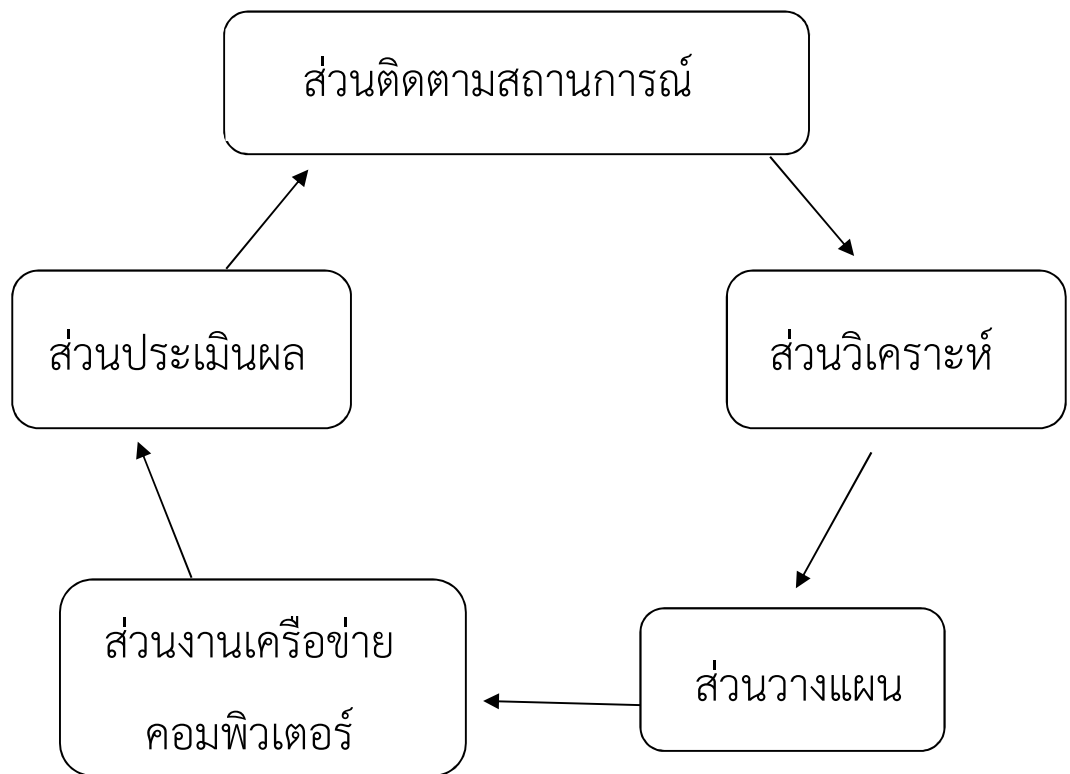 ส่วนติดตามสถานการณ์
ส่วนประเมินผล
ส่วนวิเคราะห์
ส่วนงานเครือข่าย
คอมพิวเตอร์
ส่วนวางแผน